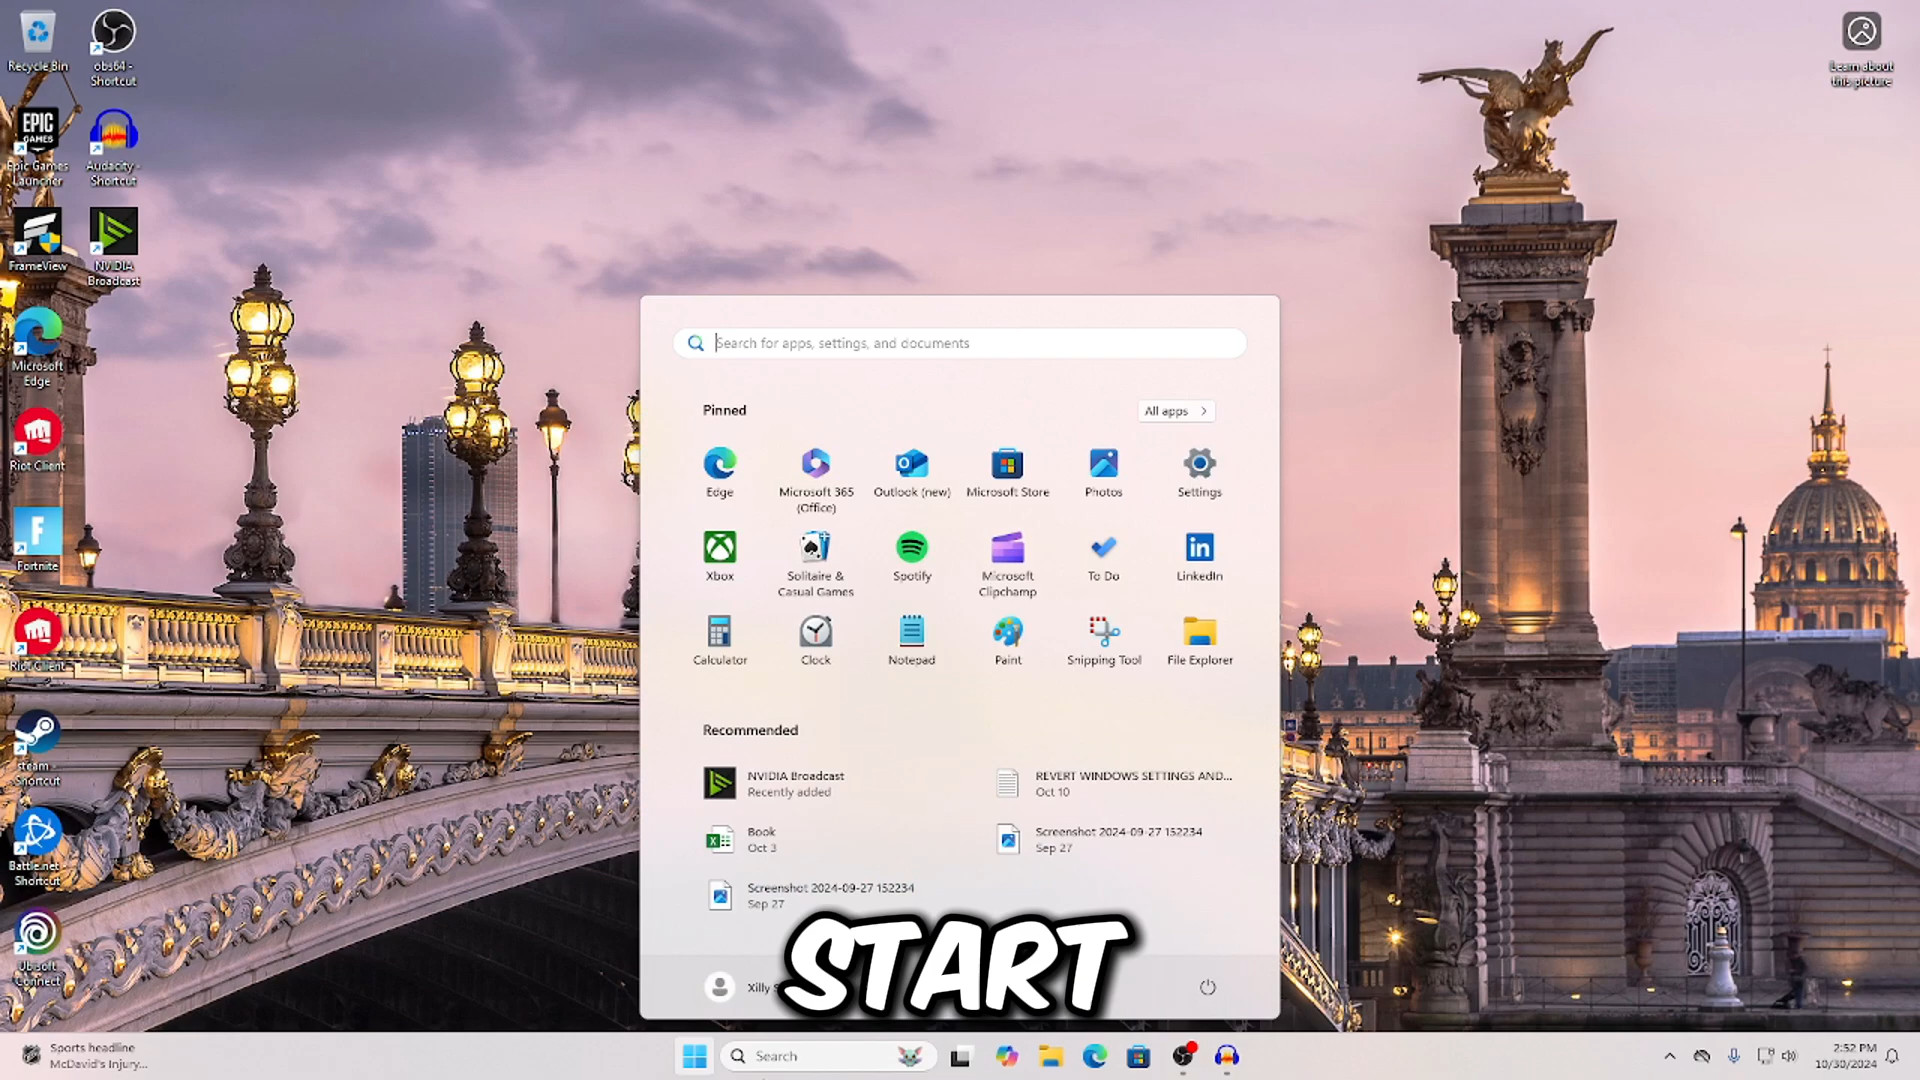 Recycle Bin
obs64 -
Shortcut
Learn about
this picture
EPIC
GAMES
Epic Games
Launcher
Audacity -
Shortcut
FrameView
NVIDIA
Broadcast
Microsoft
Edge
Riot Client
F
Fortnite
Riot Client
steam -
Shortcut
Battle.net -
Shortcut
Ubisoft
Connect
Search for apps, settings, and documents
Pinned
All apps
Edge
Microsoft 365
(Office)
Outlook (new)
Microsoft Store
Photos
Settings
Xbox
Solitaire &
Casual Games
Spotify
Microsoft
Clipchamp
To Do
LinkedIn
Calculator
Clock
Notepad
Paint
Snipping Tool
File Explorer
Recommended
NVIDIA Broadcast
Recently added
REVERT WINDOWS SETTINGS AND...
Oct 10
Book
Oct 3
Screenshot 2024-09-27 152234
Sep 27
Screenshot 2024-09-27 152234
Sep 27
Xilly
START
Sports headline
McDavid's Injury...
Search
2:52 PM
10/30/2024